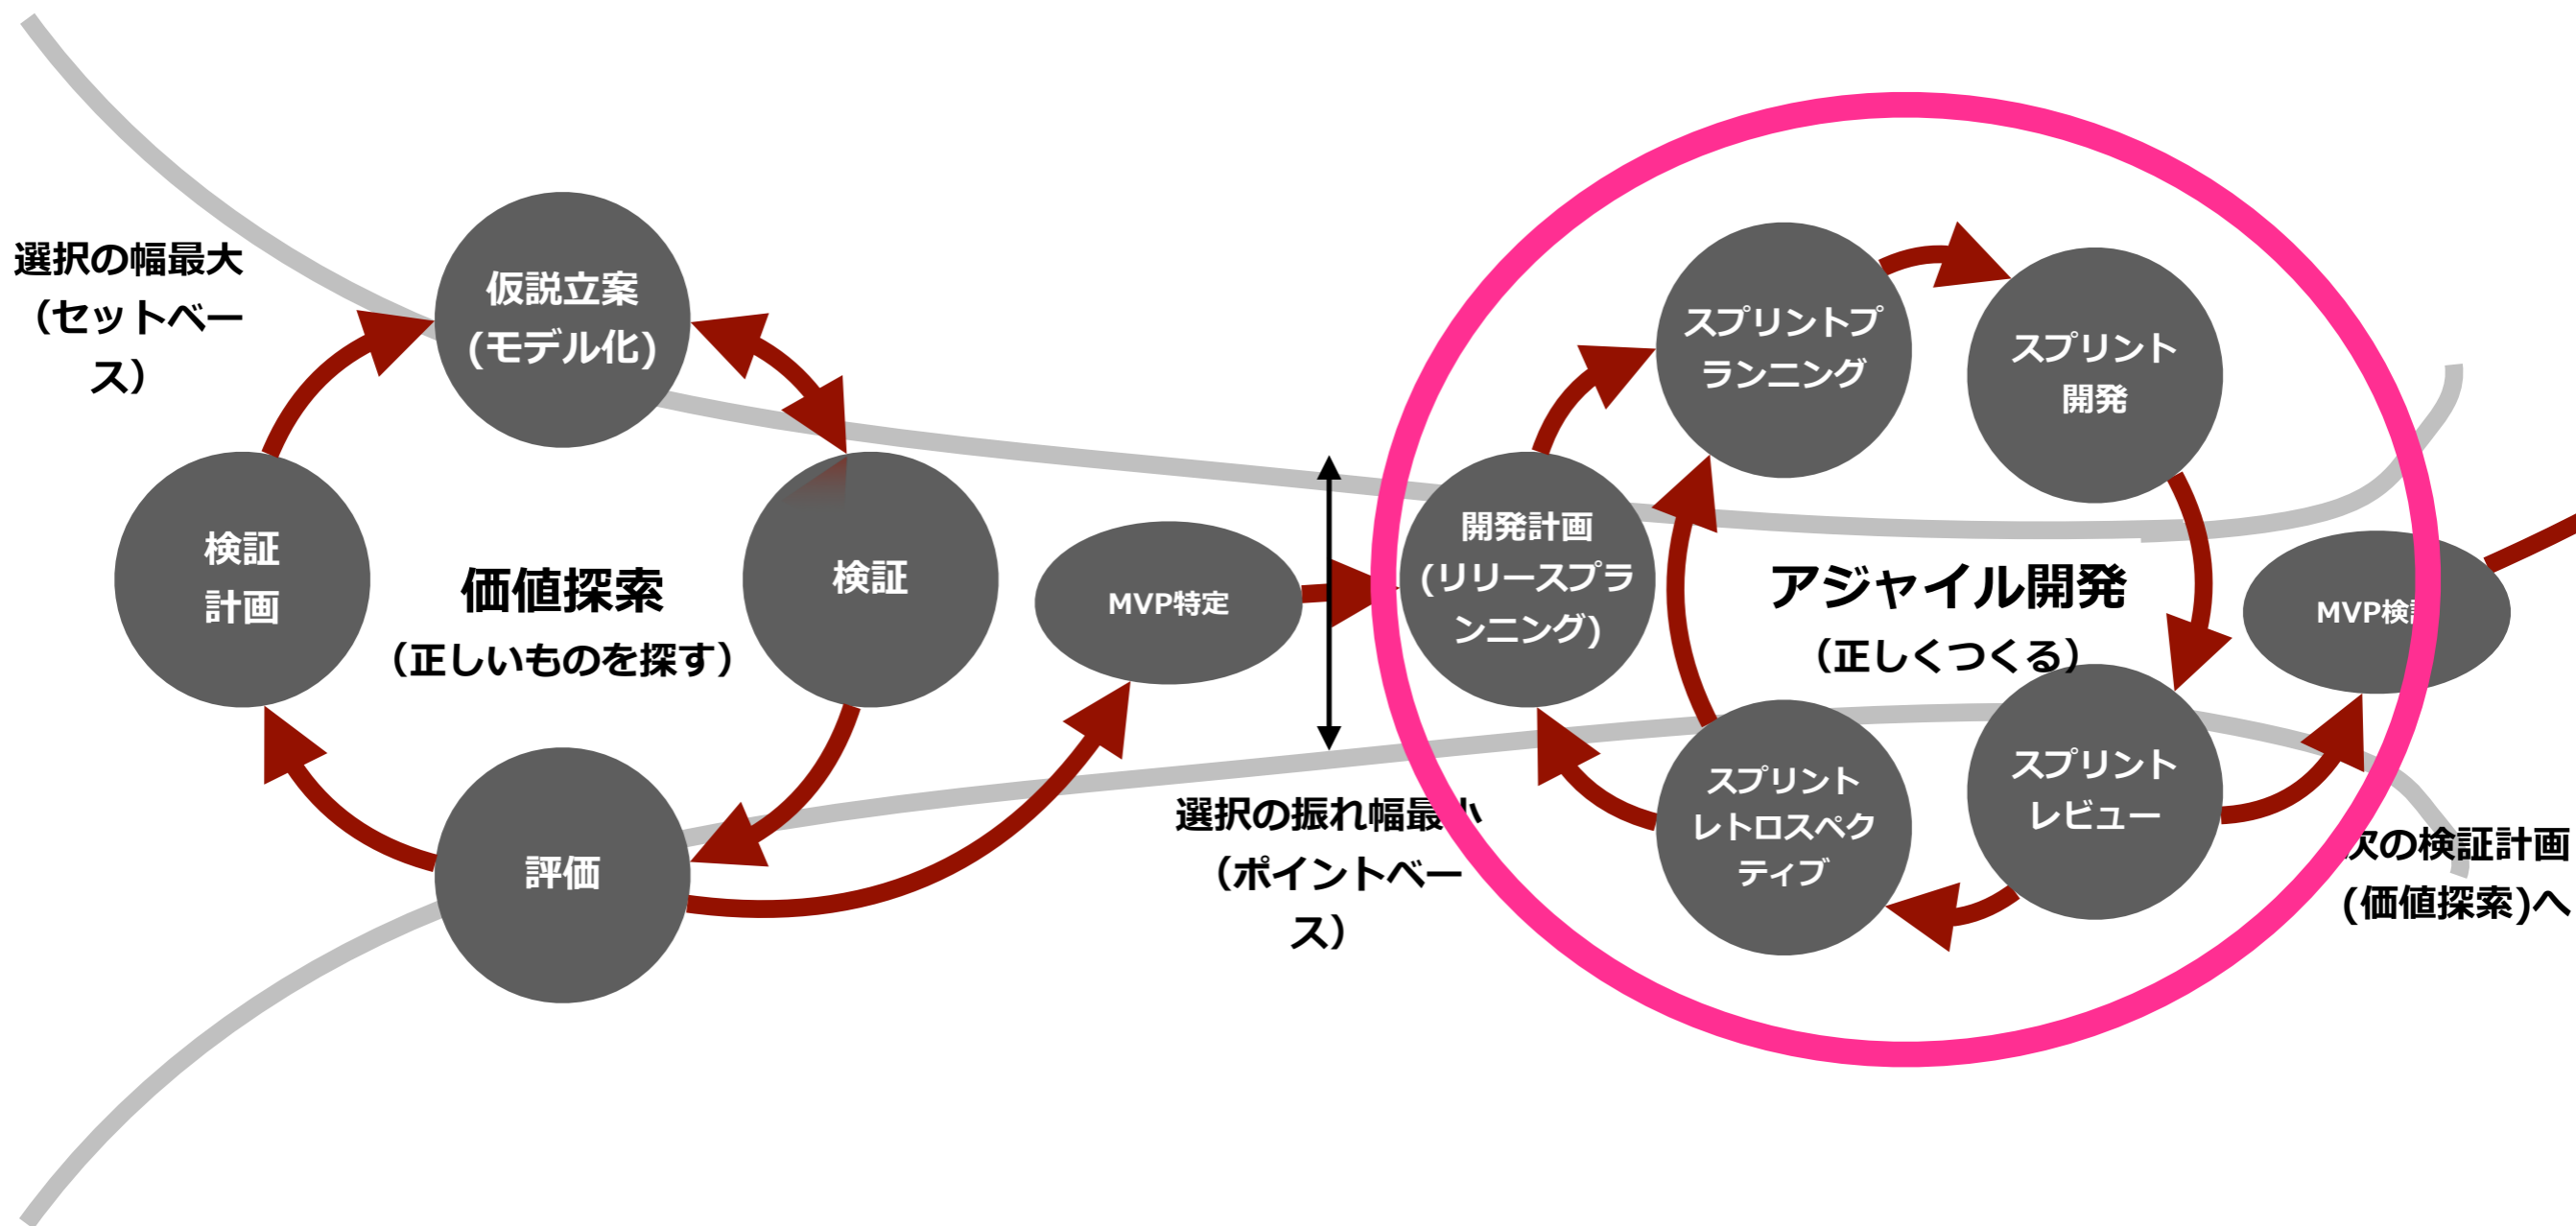 選択の幅最大
（セットベー
ス）
仮説立案
(モデル化)
検証
計画
価値探索
（正しいものを探す）
検証
評価
MVP特定
選択の振れ幅最小
（ポイントベー
ス）
開発計画
(リリースプラ
ンニング)
スプリントプ
ランニング
スプリント
開発
アジャイル開発
（正しくつくる）
スプリント
レトロスペク
ティブ
スプリント
レビュー
MVP検
次の検証計画
(価値探索)へ